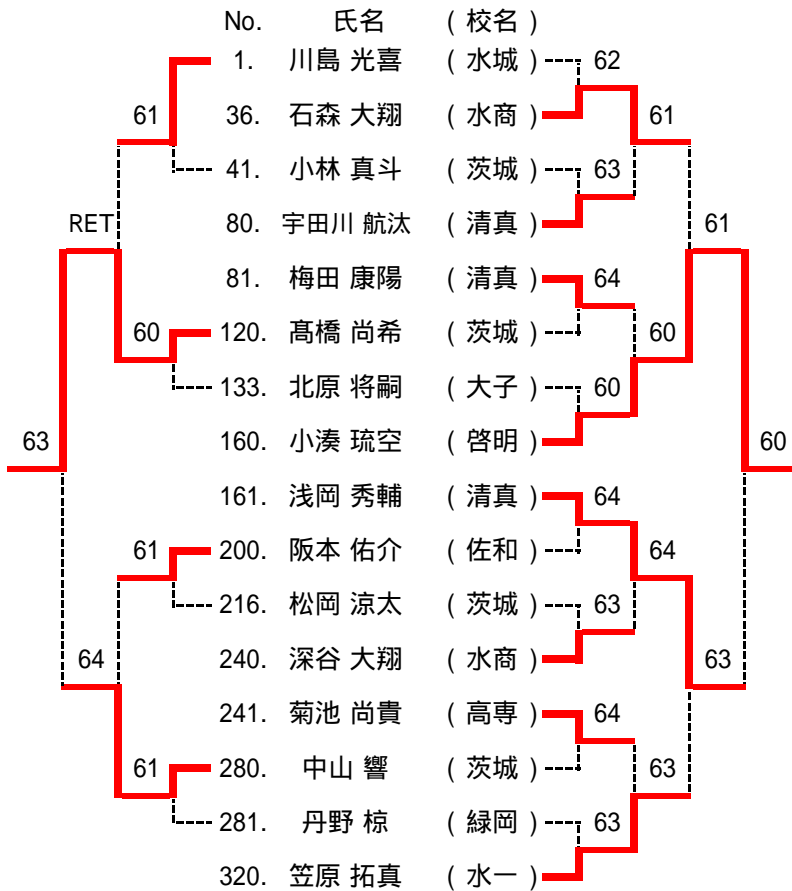 No. 氏名 ( 校名 )
1. 川島 光喜 ( 水城 ) 62
61 36. 石森 大翔 ( 水商 ) 61
41. 小林 真斗 ( 茨城 ) 63
RET 80. 宇田川 航汰 ( 清真 ) 61
81. 梅田 康陽 ( 清真 ) 64
60 120. 髙橋 尚希 ( 茨城 ) 60
133. 北原 将嗣 ( 大子 ) 60
63 160. 小湊 琉空 ( 啓明 ) 60
161. 浅岡 秀輔 ( 清真 ) 64
61 200. 阪本 佑介 ( 佐和 ) 64
216. 松岡 涼太 ( 茨城 ) 63
64 240. 深谷 大翔 ( 水商 ) 63
241. 菊池 尚貴 ( 高専 ) 64
61 280. 中山 響 ( 茨城 ) 63
281. 丹野 椋 ( 緑岡 ) 63
320. 笠原 拓真 ( 水一 )